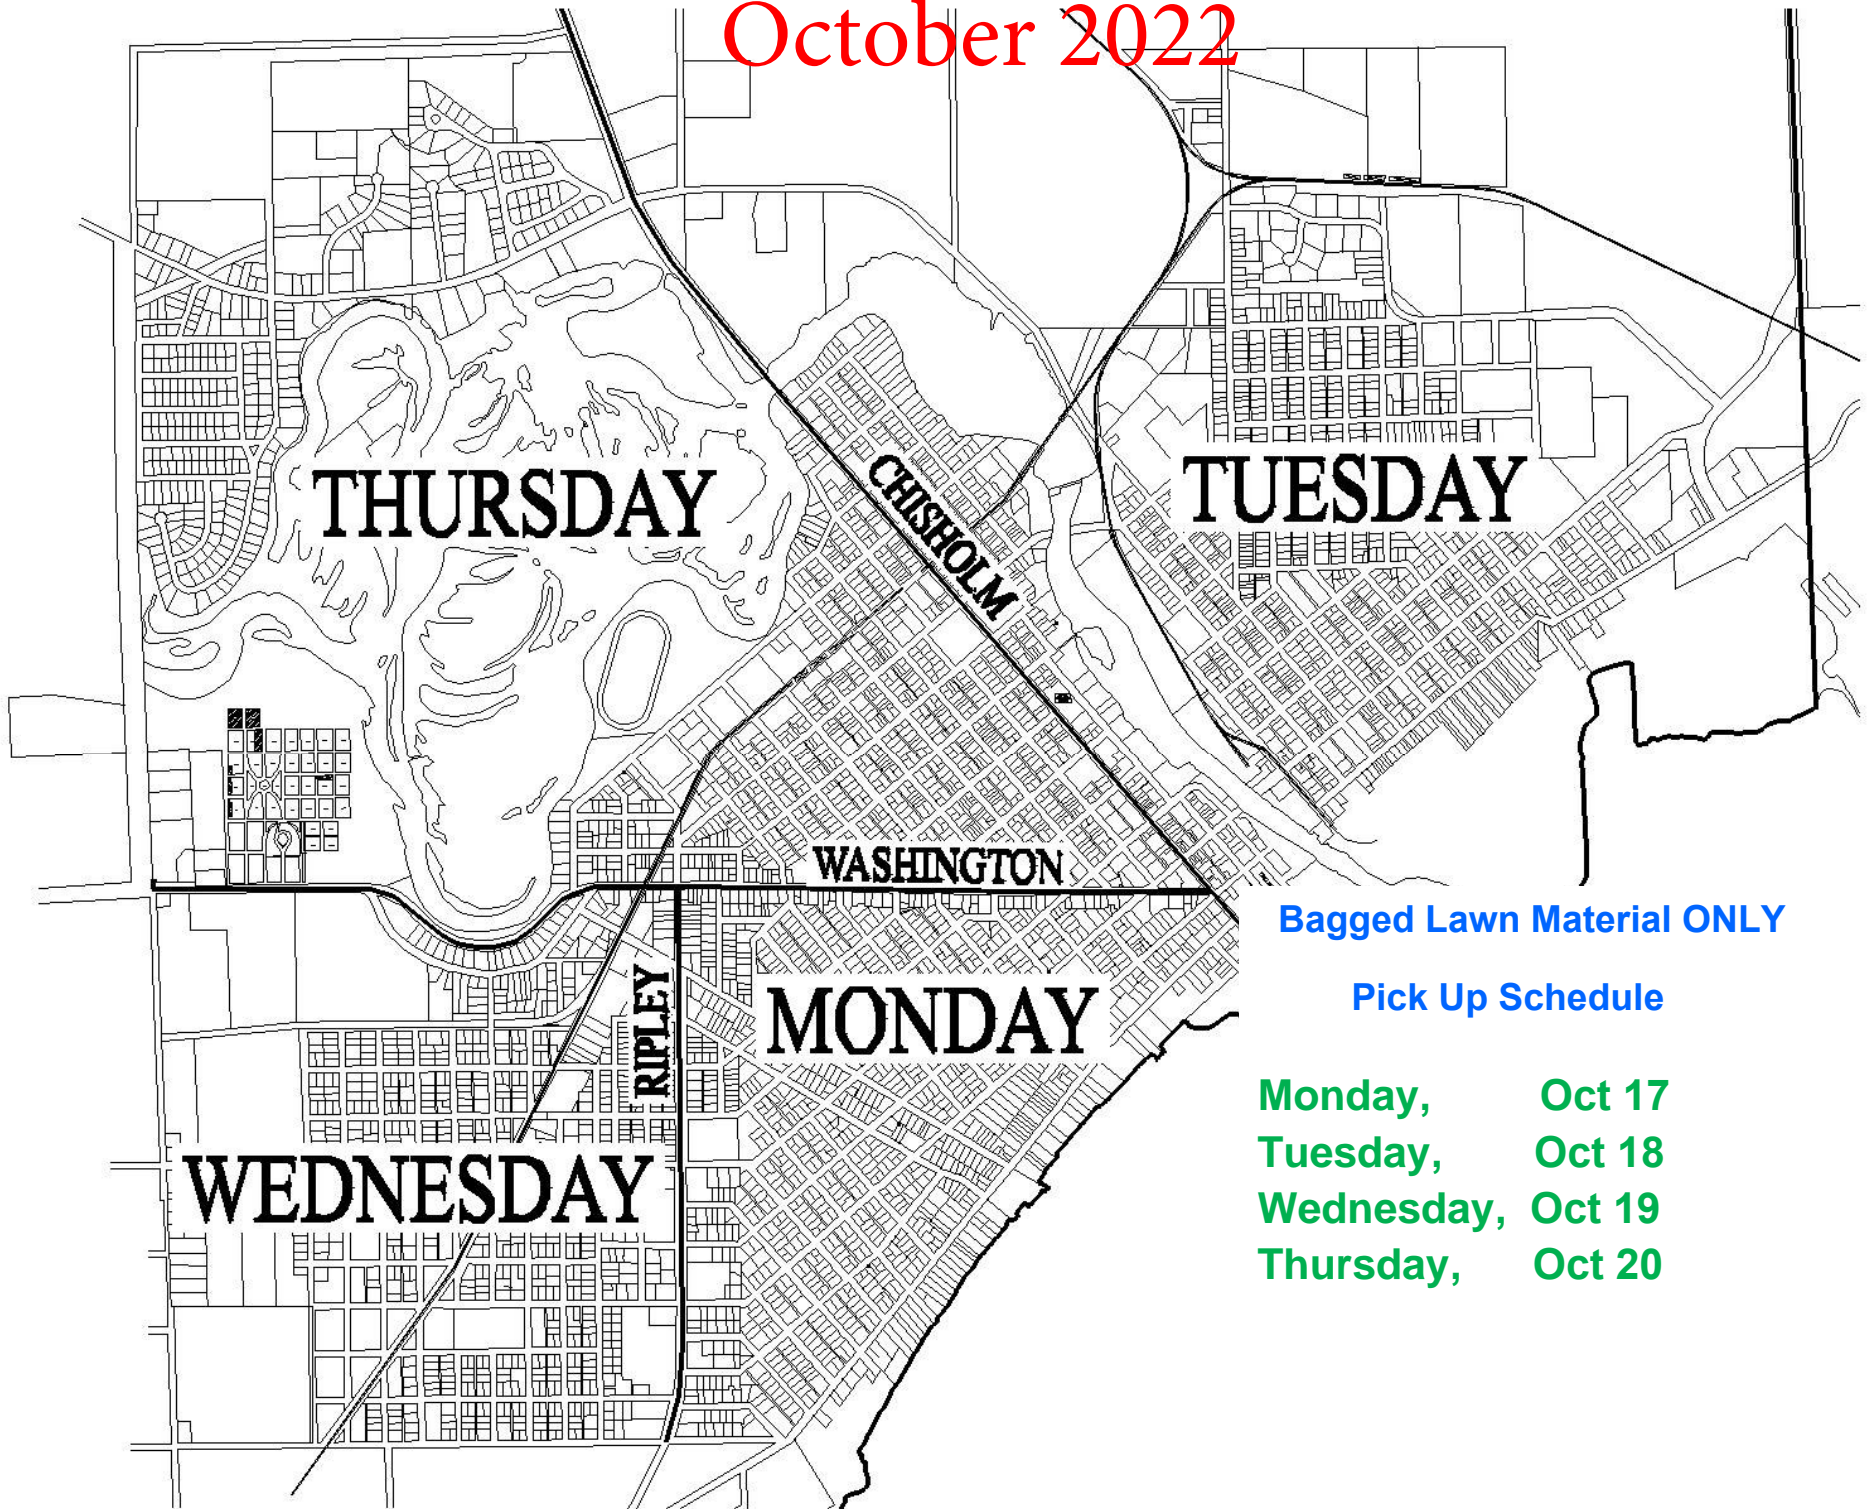 October 2022
THURSDAY
TUESDAY
CHISHOLM
WASHINGTON
RIPLEY
MONDAY
WEDNESDAY
Bagged Lawn Material ONLY
Pick Up Schedule
Monday, Oct 17
Tuesday, Oct 18
Wednesday, Oct 19
Thursday, Oct 20